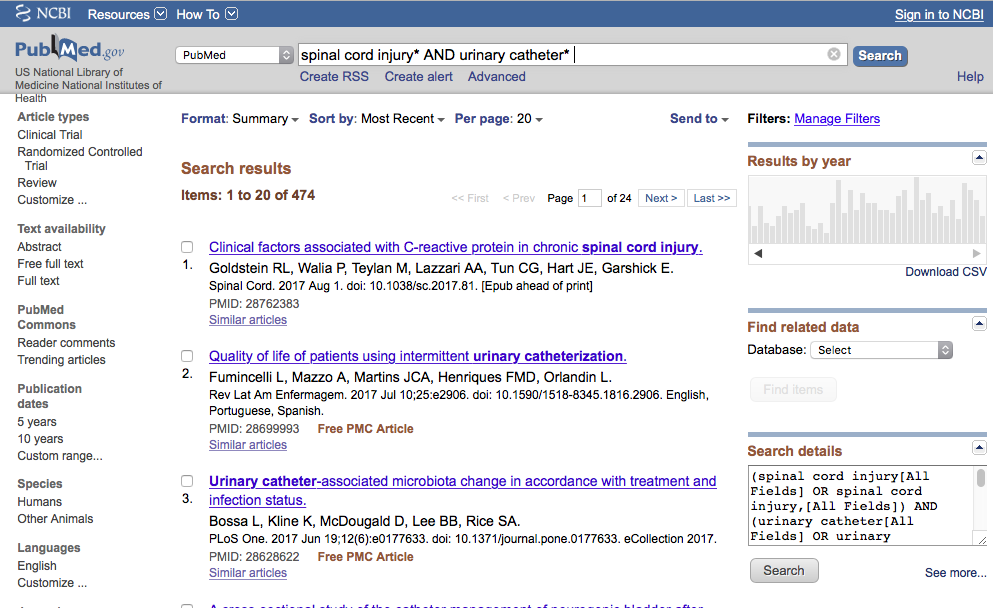 NCBI Resources How To Sign in to NCBI
PubMed.gov
US National Library of
Medicine National Institutes of
Health
PubMed
spinal cord injury* AND urinary catheter*
Search
Create RSS Create alert Advanced
Help
Article types
Clinical Trial
Randomized Controlled
Trial
Review
Customize ...
Text availability
Abstract
Free full text
Full text
PubMed
Commons
Reader comments
Trending articles
Publication
dates
5 years
10 years
Custom range...
Species
Humans
Other Animals
Languages
English
Customize ...
Format: Summary Sort by: Most Recent Per page: 20 Send to
Search results
Items: 1 to 20 of 474
<< First < Prev Page 1 of 24 Next > Last >>
Clinical factors associated with C-reactive protein in chronic spinal cord injury.
1. Goldstein RL, Walia P, Teylan M, Lazzari AA, Tun CG, Hart JE, Garshick E.
Spinal Cord. 2017 Aug 1. doi: 10.1038/sc.2017.81. [Epub ahead of print]
PMID: 28762383
Similar articles
Quality of life of patients using intermittent urinary catheterization.
2. Fumincelli L, Mazzo A, Martins JCA, Henriques FMD, Orlandin L.
Rev Lat Am Enfermagem. 2017 Jul 10;25:e2906. doi: 10.1590/1518-8345.1816.2906. English,
Portuguese, Spanish.
PMID: 28699993 Free PMC Article
Similar articles
Urinary catheter-associated microbiota change in accordance with treatment and
infection status.
3. Bossa L, Kline K, McDougald D, Lee BB, Rice SA.
PLoS One. 2017 Jun 19;12(6):e0177633. doi: 10.1371/journal.pone.0177633. eCollection 2017.
PMID: 28628622 Free PMC Article
Similar articles
A cross-sectional study of the catheter management of neurogenic bladder after
Filters: Manage Filters
Results by year
Download CSV
Find related data
Database: Select
Find items
Search details
(spinal cord injury[All
Fields] OR spinal cord
injury,[All Fields]) AND
(urinary catheter[All
Fields] OR urinary
Search
See more...